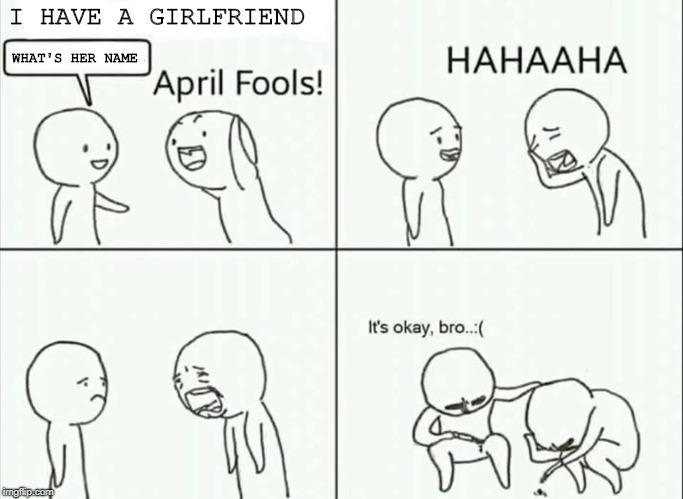 I HAVE A GIRLFRIEND
WHAT'S HER NAME
April Fools!
HAHAAHA
It's okay, bro..:(
imgflip.com